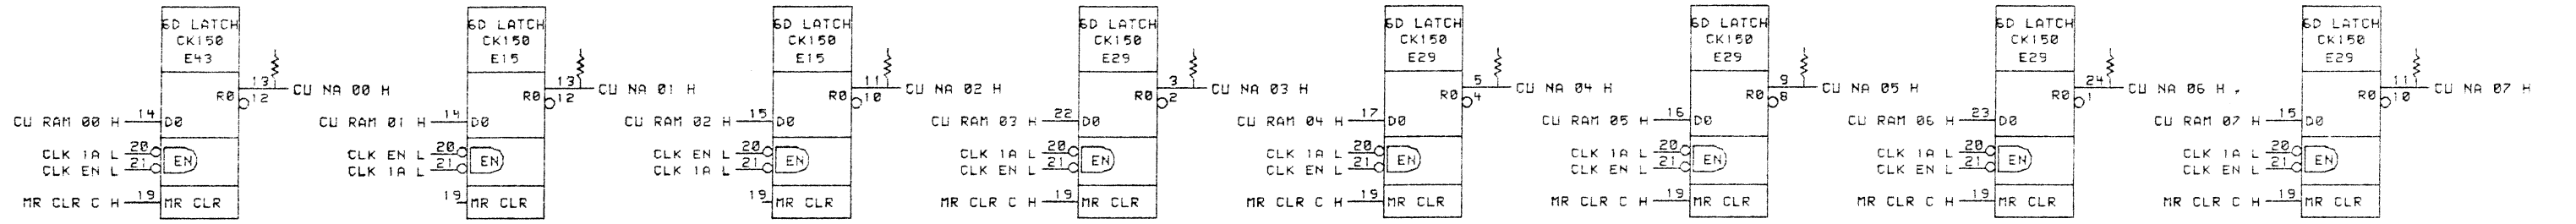 6D LATCH
CK150
E43
13
CU NA 00 H
R0
12
CU RAM 00 H
14
D0
CLK 1A L
20
CLK EN L
21
EN
MR CLR C H
19
MR CLR
6D LATCH
CK150
E15
13
CU NA 01 H
R0
12
CU RAM 01 H
14
D0
CLK EN L
20
CLK 1A L
21
EN
19
MR CLR
6D LATCH
CK150
E15
11
CU NA 02 H
R0
10
CU RAM 02 H
15
D0
CLK EN L
20
CLK 1A L
21
EN
19
MR CLR
6D LATCH
CK150
E29
3
CU NA 03 H
R0
2
CU RAM 03 H
22
D0
CLK 1A L
20
CLK EN L
21
EN
MR CLR C H
19
MR CLR
6D LATCH
CK150
E29
5
CU NA 04 H
R0
4
CU RAM 04 H
17
D0
CLK 1A L
20
CLK EN L
21
EN
MR CLR C H
19
MR CLR
6D LATCH
CK150
E29
9
CU NA 05 H
R0
8
CU RAM 05 H
16
D0
CLK 1A L
20
CLK EN L
21
EN
MR CLR C H
19
MR CLR
6D LATCH
CK150
E29
24
CU NA 06 H
R0
1
CU RAM 06 H
23
D0
CLK 1A L
20
CLK EN L
21
EN
MR CLR C H
19
MR CLR
6D LATCH
CK150
E29
11
CU NA 07 H
R0
10
CU RAM 07 H
15
D0
CLK 1A L
20
CLK EN L
21
EN
MR CLR C H
19
MR CLR